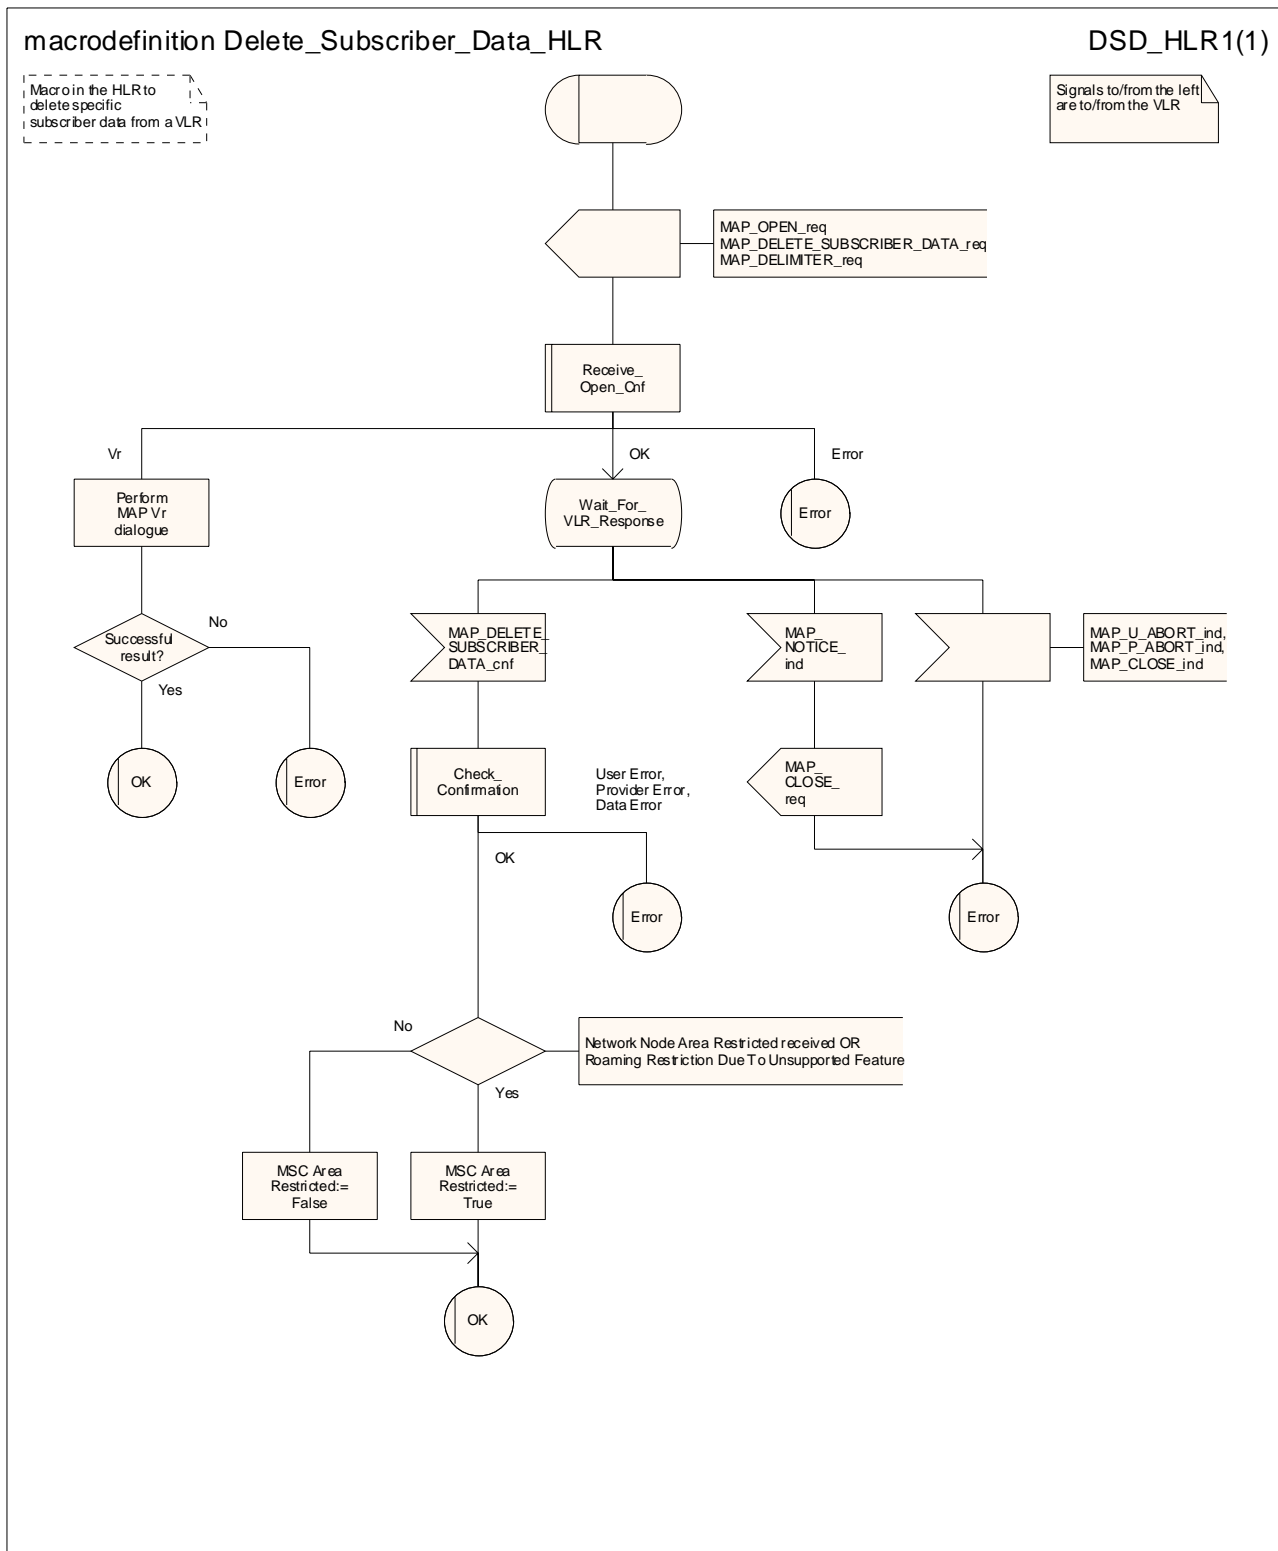 macrodefinition Delete_Subscriber_Data_HLR
DSD_HLR1(1)
Macro in the HLR to
delete specific
subscriber data from a VLR
Signals to/from the left
are to/from the VLR
MAP_OPEN_req
MAP_DELETE_SUBSCRIBER_DATA_req
MAP_DELIMITER_req
Receive_
Open_Cnf
Vr
OK
Error
Perform
MAP Vr
dialogue
Wait_For_
VLR_Response
Error
Successful
result?
No
Yes
MAP_DELETE_
SUBSCRIBER_
DATA_cnf
MAP_
NOTICE_
ind
MAP_U_ABORT_ind,
MAP_P_ABORT_ind,
MAP_CLOSE_ind
OK
Error
Check_
Confirmation
User Error,
Provider Error,
Data Error
MAP_
CLOSE_
req
OK
Error
Error
No
Network Node Area Restricted received OR
Roaming Restriction Due To Unsupported Feature
Yes
MSC Area
Restricted:=
False
MSC Area
Restricted:=
True
OK